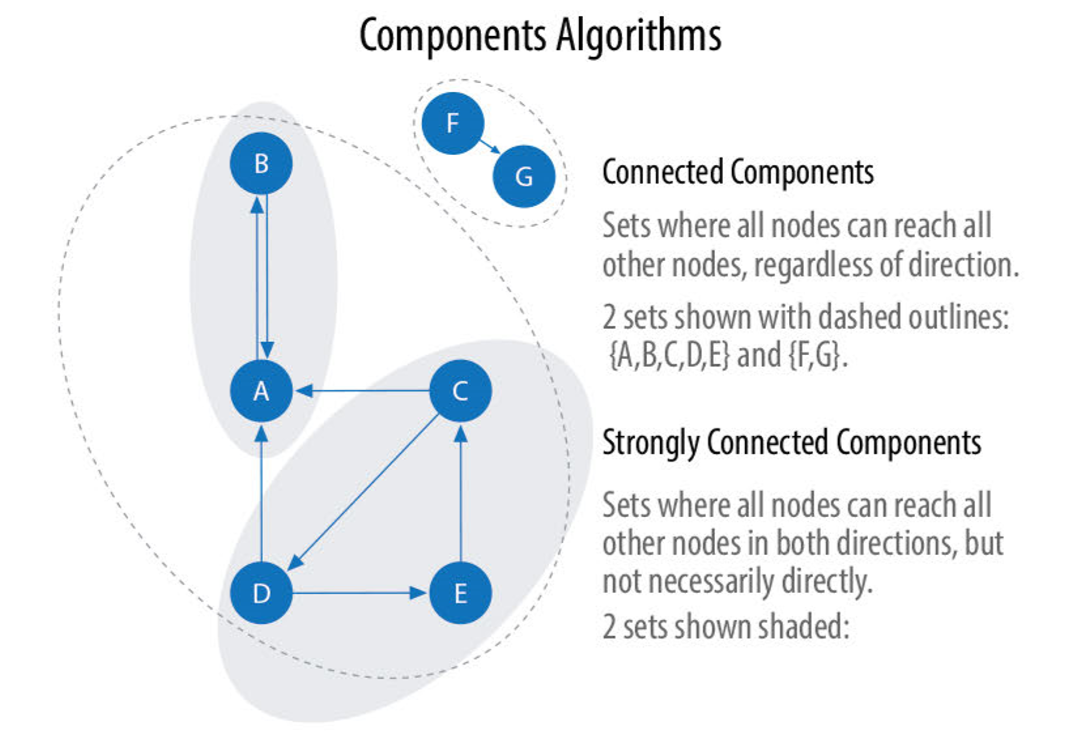 Components Algorithms
B
F
G
A
C
D
E
Connected Components
Sets where all nodes can reach all
other nodes, regardless of direction.
2 sets shown with dashed outlines:
{A,B,C,D,E} and {F,G}.
Strongly Connected Components
Sets where all nodes can reach all
other nodes in both directions, but
not necessarily directly.
2 sets shown shaded: